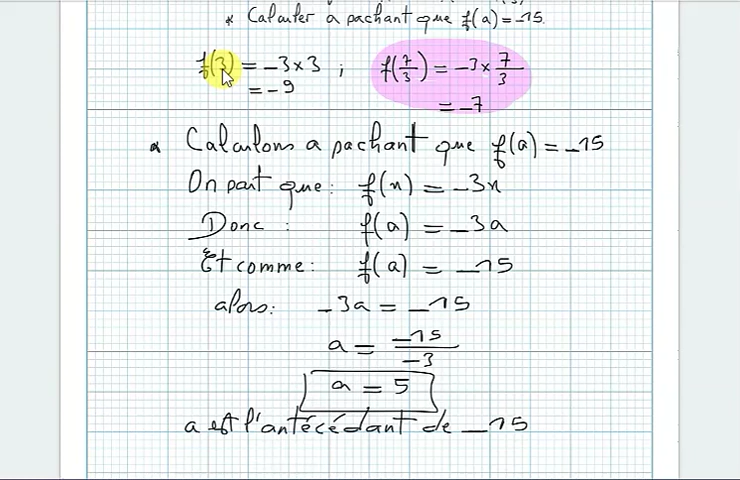 * Calculer a sachant que f(a) = -15.
f(3) = -3 × 3 ; f(7/3) = -3 × 7/3
= -9
= -7
* Calculons a sachant que f(a) = -15
On sait que : f(x) = -3x
Donc : f(a) = -3a
Et comme : f(a) = -15
alors : -3a = -15
a = -15/-3
a = 5
a est l'antécédant de -15